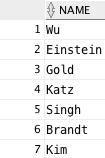 NAME
1 Wu
2 Einstein
3 Gold
4 Katz
5 Singh
6 Brandt
7 Kim